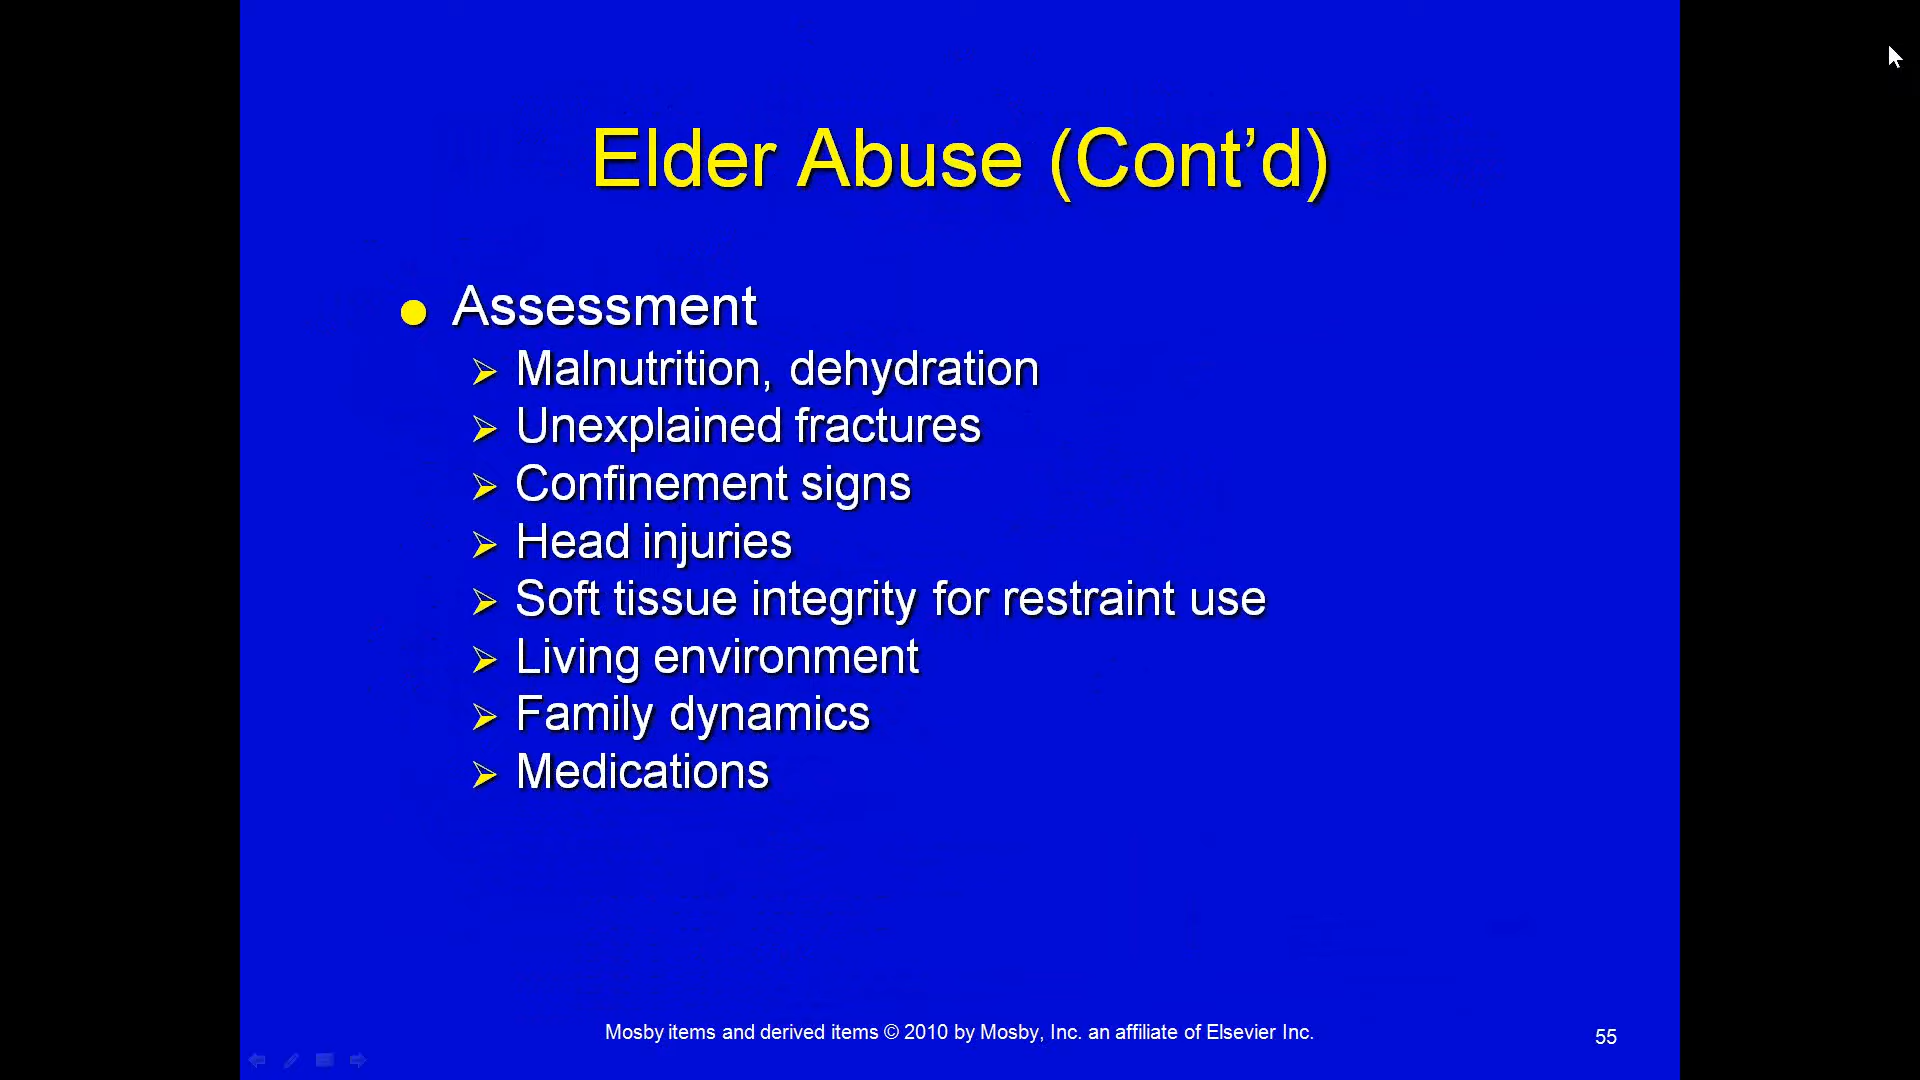 Elder Abuse (Cont’d)
Assessment
Malnutrition, dehydration
Unexplained fractures
Confinement signs
Head injuries
Soft tissue integrity for restraint use
Living environment
Family dynamics
Medications
Mosby items and derived items © 2010 by Mosby, Inc. an affiliate of Elsevier Inc.
55